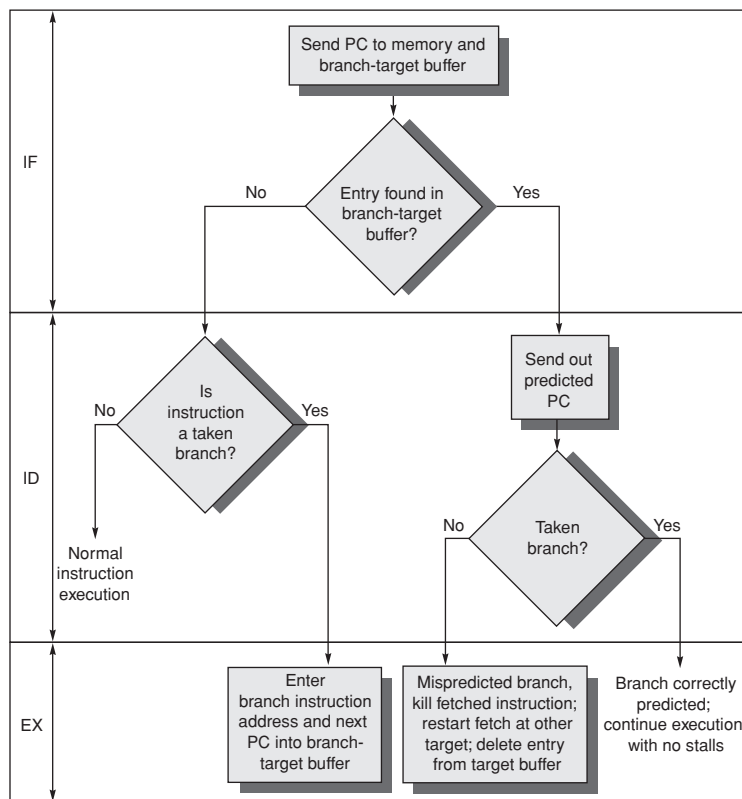 Send PC to memory and
branch-target buffer
IF
No
Entry found in
branch-target
buffer?
Yes
ID
No
Is
instruction
a taken
branch?
Yes
Send out
predicted
PC
No
Taken
branch?
Yes
Normal
instruction
execution
EX
Enter
branch instruction
address and next
PC into branch-
target buffer
Mispredicted branch,
kill fetched instruction;
restart fetch at other
target; delete entry
from target buffer
Branch correctly
predicted;
continue execution
with no stalls